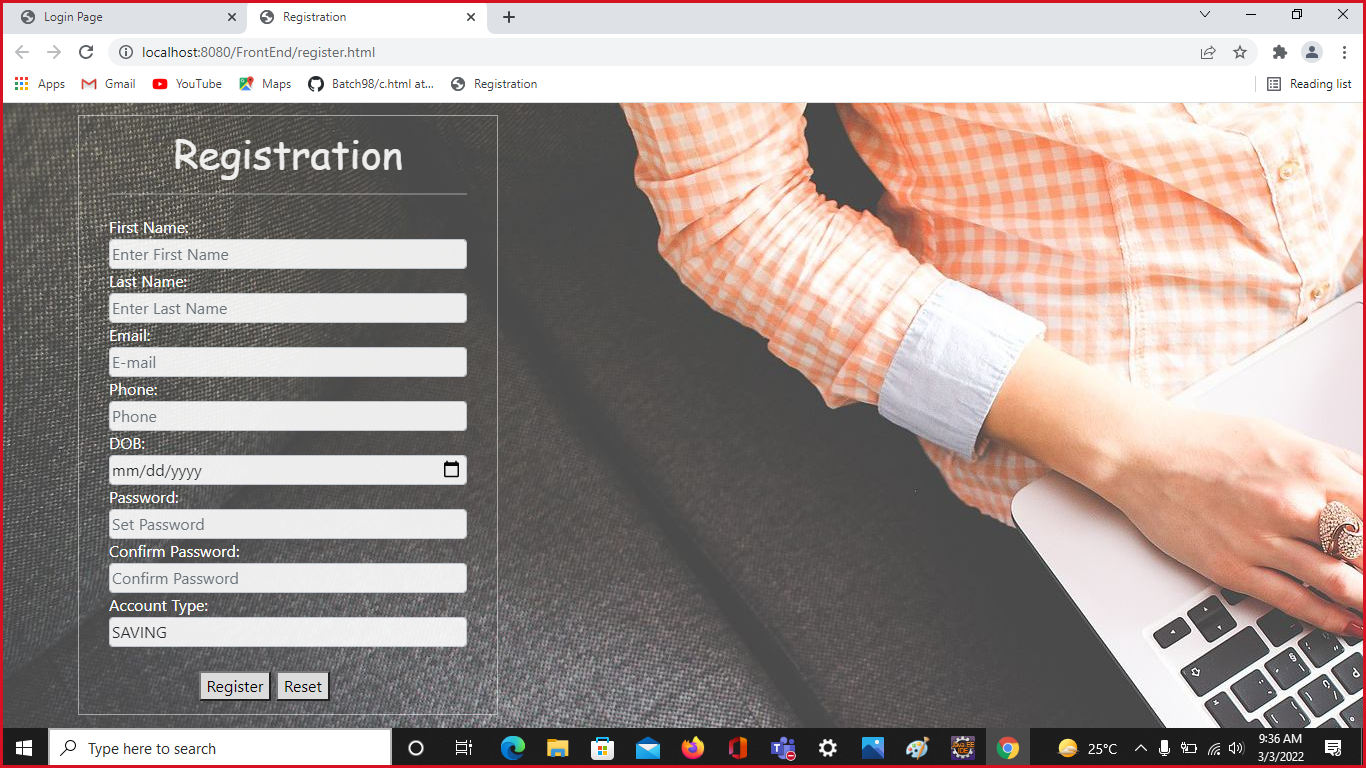 Login Page
Registration
localhost:8080/FrontEnd/register.html
Apps Gmail YouTube Maps Batch98/c.html at... Registration Reading list
Registration
First Name:
Enter First Name
Last Name:
Enter Last Name
Email:
E-mail
Phone:
Phone
DOB:
mm/dd/yyyy
Password:
Set Password
Confirm Password:
Confirm Password
Account Type:
SAVING
Register Reset
Type here to search
25°C
9:36 AM
3/3/2022